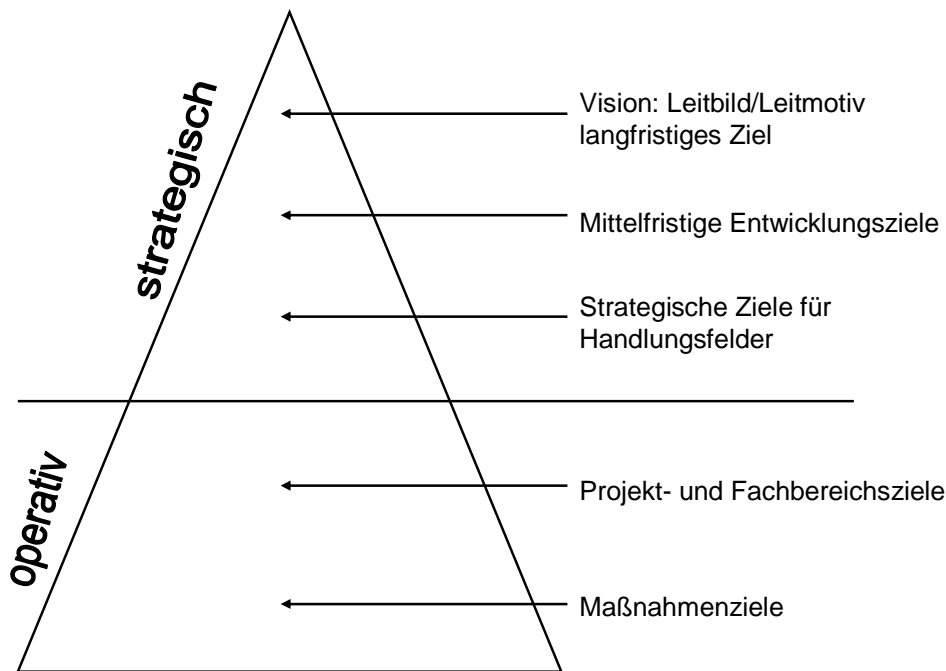 strategisch
Vision: Leitbild/Leitmotiv
langfristiges Ziel
Mittelfristige Entwicklungsziele
Strategische Ziele für
Handlungsfelder
operativ
Projekt- und Fachbereichsziele
Maßnahmenziele